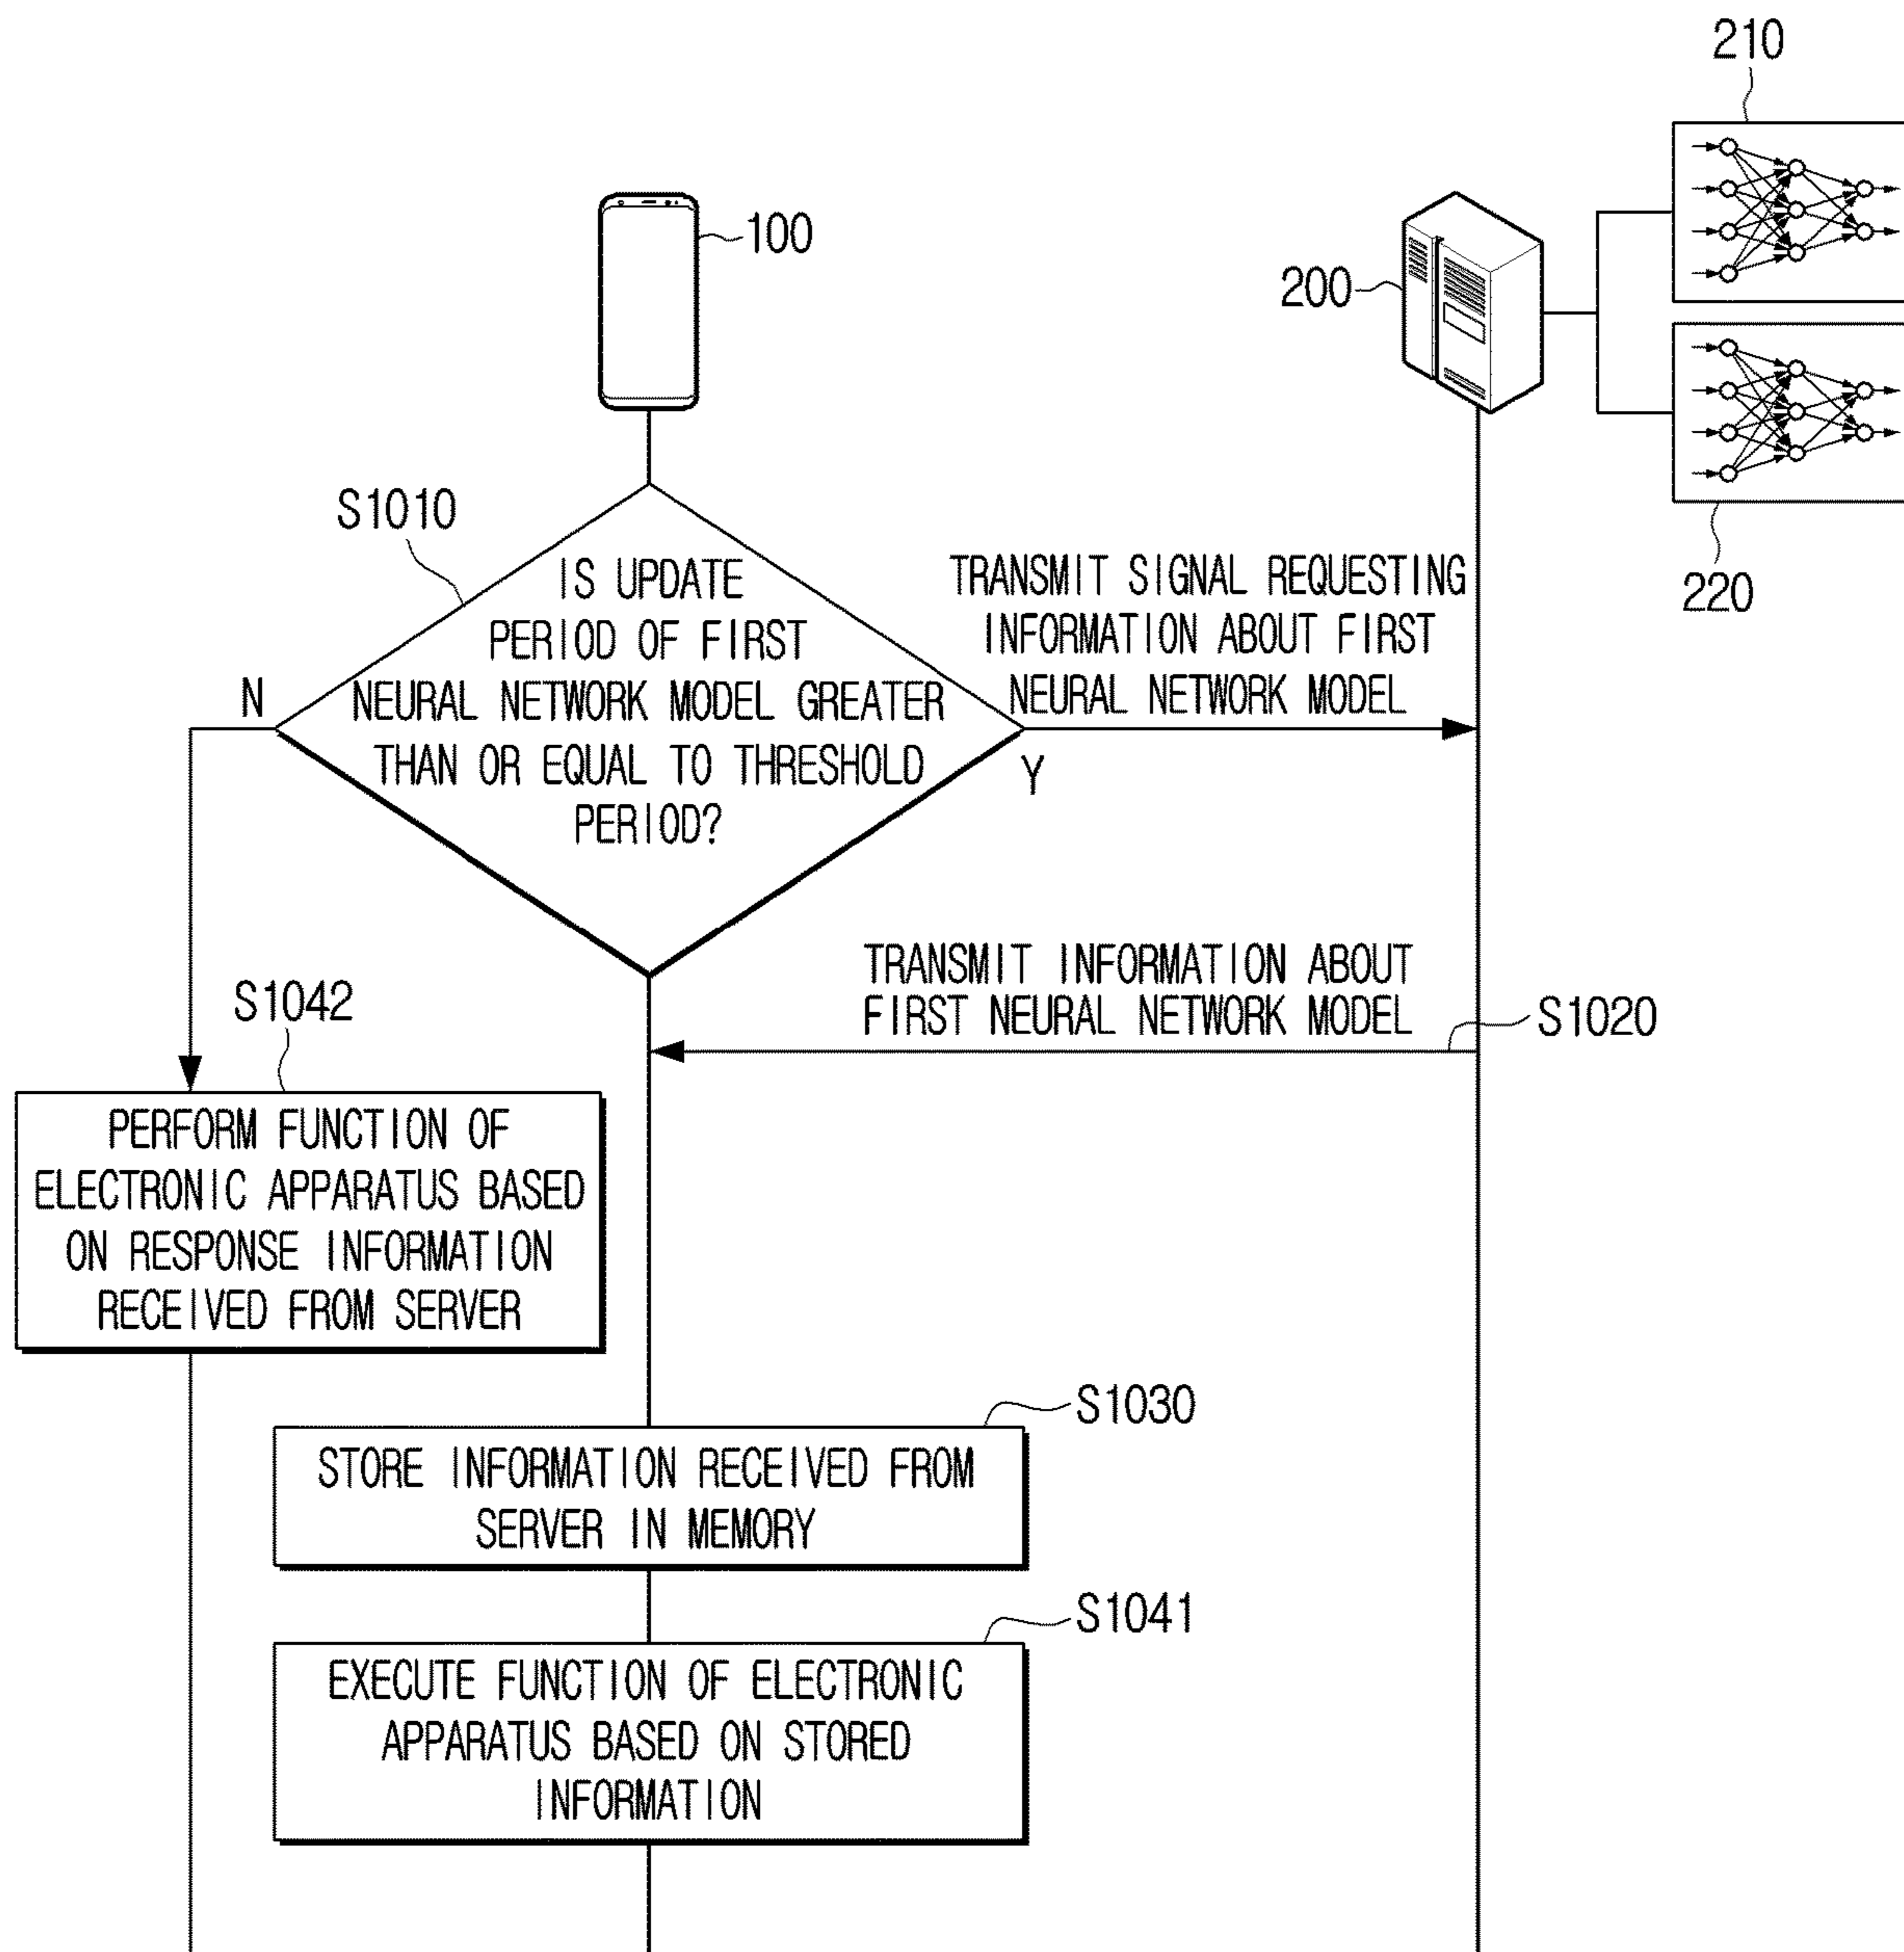 210
100
200
220
S1010
IS UPDATE
PERIOD OF FIRST
NEURAL NETWORK MODEL GREATER
THAN OR EQUAL TO THRESHOLD
PERIOD?
N
Y
TRANSMIT SIGNAL REQUESTING
INFORMATION ABOUT FIRST
NEURAL NETWORK MODEL
TRANSMIT INFORMATION ABOUT
FIRST NEURAL NETWORK MODEL
S1020
S1042
PERFORM FUNCTION OF
ELECTRONIC APPARATUS BASED
ON RESPONSE INFORMATION
RECEIVED FROM SERVER
S1030
STORE INFORMATION RECEIVED FROM
SERVER IN MEMORY
S1041
EXECUTE FUNCTION OF ELECTRONIC
APPARATUS BASED ON STORED
INFORMATION